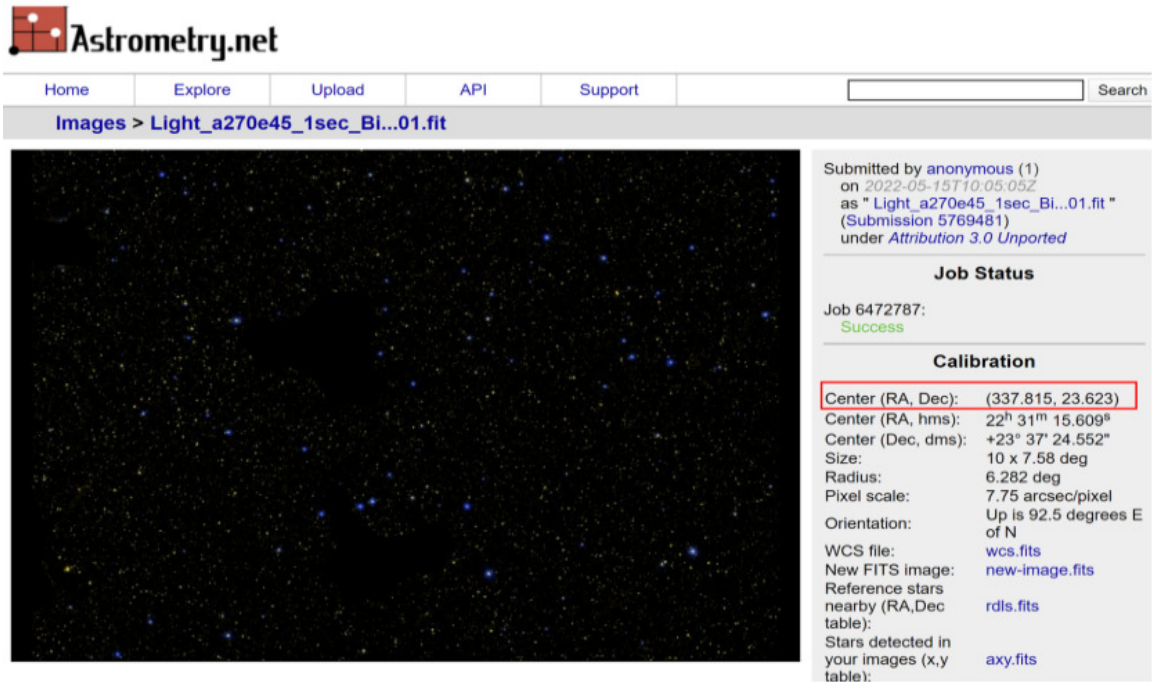 Astrometry.net
Home Explore Upload API Support Search
Images > Light_a270e45_1sec_Bi...01.fit
Submitted by anonymous (1)
on 2022-05-15T10:05:05Z
as " Light_a270e45_1sec_Bi...01.fit "
(Submission 5769481)
under Attribution 3.0 Unported
Job Status
Job 6472787:
Success
Calibration
Center (RA, Dec): (337.815, 23.623)
Center (RA, hms): 22h 31m 15.609s
Center (Dec, dms): +23° 37' 24.552"
Size: 10 x 7.58 deg
Radius: 6.282 deg
Pixel scale: 7.75 arcsec/pixel
Orientation: Up is 92.5 degrees E
of N
WCS file: wcs.fits
New FITS image: new-image.fits
Reference stars
nearby (RA,Dec rdls.fits
table):
Stars detected in
your images (x,y axy.fits
table):